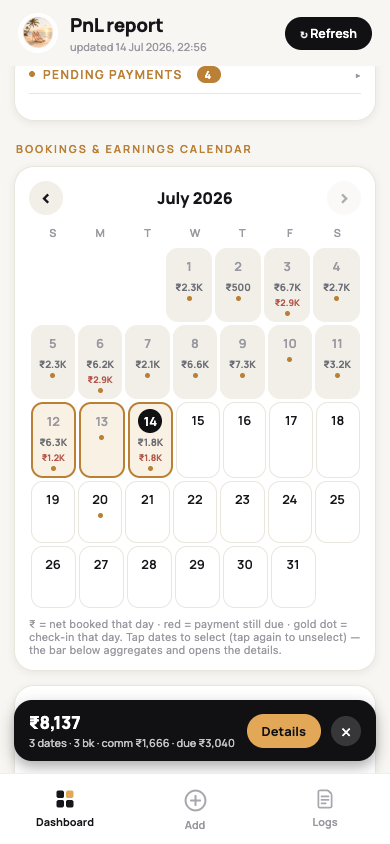 PnL report
updated 14 Jul 2026, 22:56
↻ Refresh
PENDING PAYMENTS 4
BOOKINGS & EARNINGS CALENDAR
July 2026
S M T W T F S
1 2 3 4
₹2.3K ₹500 ₹6.7K ₹2.7K
₹2.9K
5 6 7 8 9 10 11
₹2.3K ₹6.2K ₹2.1K ₹6.6K ₹7.3K ₹3.2K
₹2.9K
12 13 14 15 16 17 18
₹6.3K ₹1.8K
₹1.2K ₹1.8K
19 20 21 22 23 24 25
26 27 28 29 30 31
₹ = net booked that day · red = payment still due · gold dot =
check-in that day. Tap dates to select (tap again to unselect) —
the bar below aggregates and opens the details.
₹8,137
3 dates · 3 bk · comm ₹1,666 · due ₹3,040
Details
×
Dashboard Add Logs